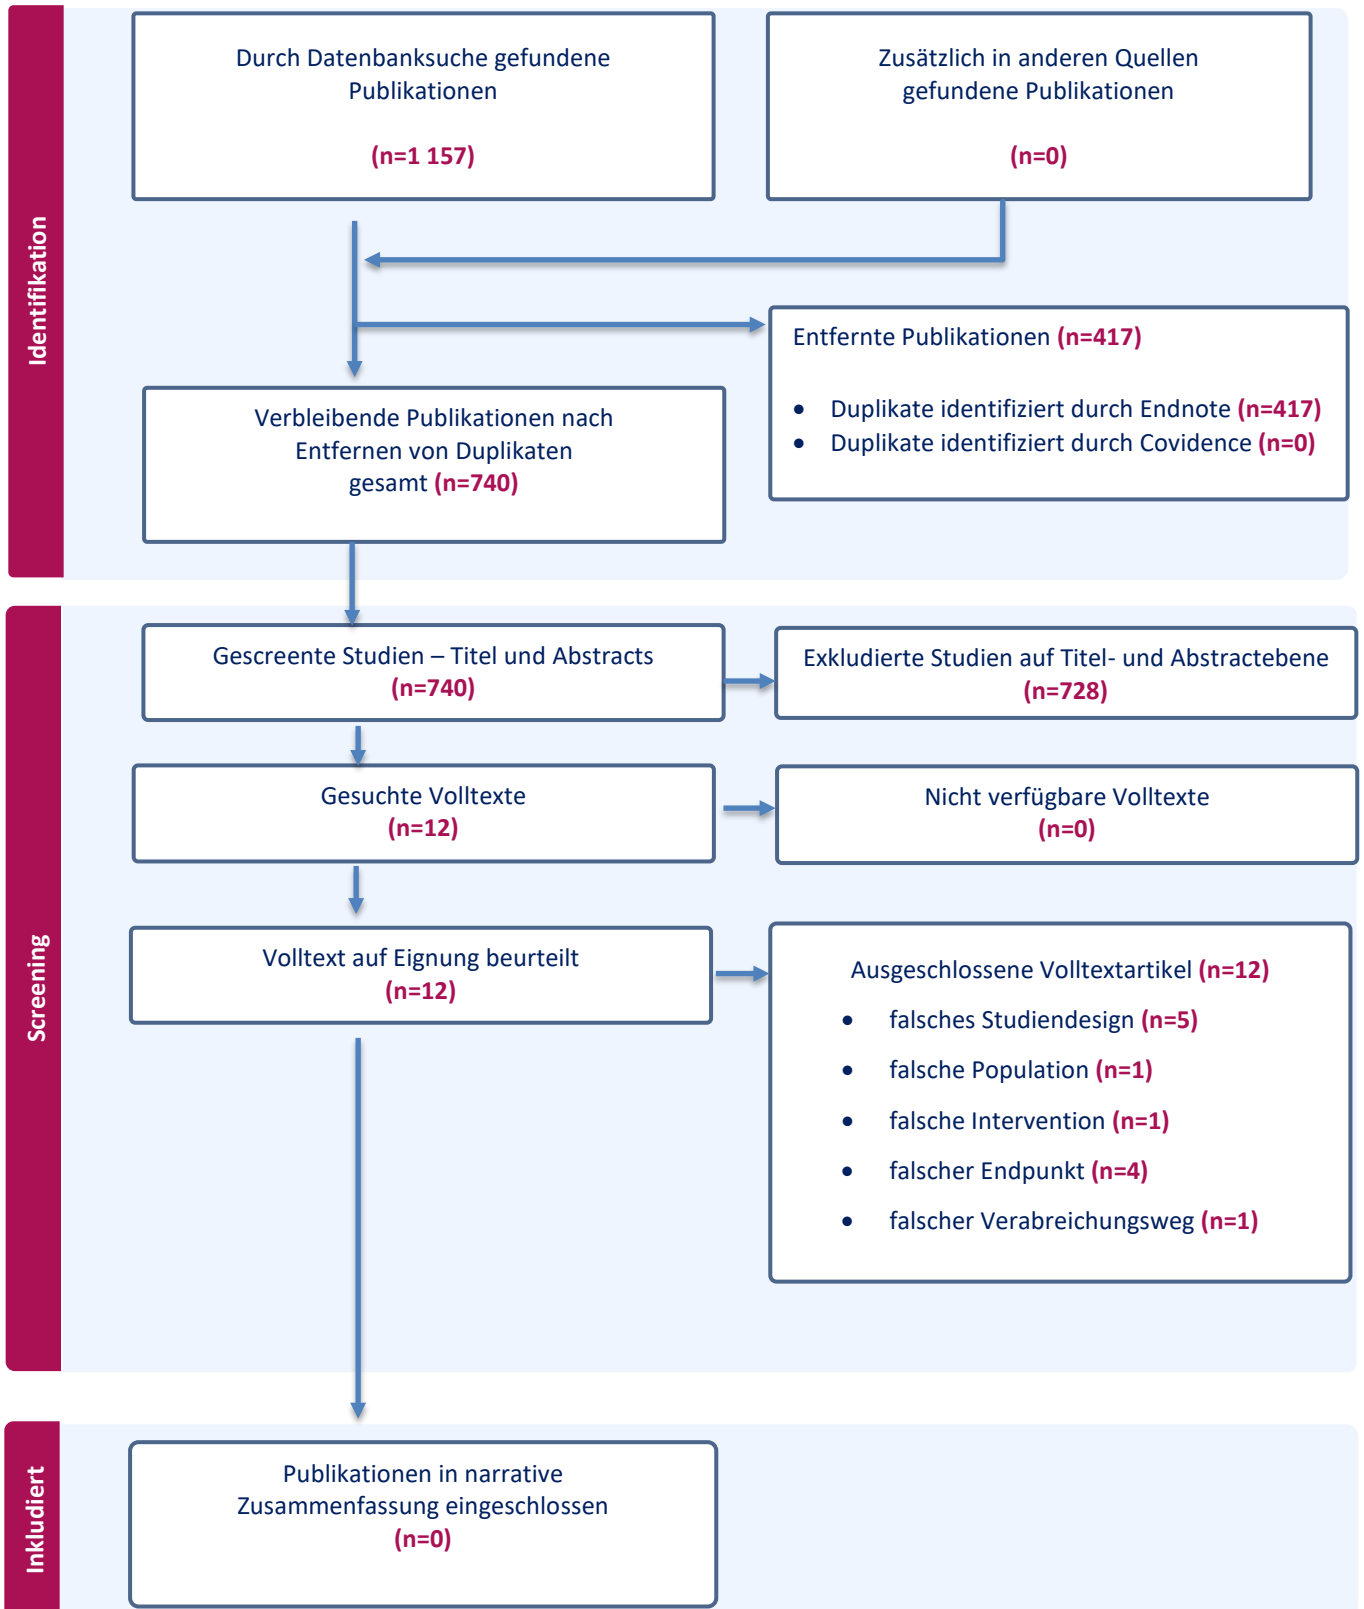 Identifikation
Durch Datenbanksuche gefundene
Publikationen
(n=1 157)
Zusätzlich in anderen Quellen
gefundene Publikationen
(n=0)
Entfernte Publikationen (n=417)
• Duplikate identifiziert durch Endnote (n=417)
• Duplikate identifiziert durch Covidence (n=0)
Verbleibende Publikationen nach
Entfernen von Duplikaten
gesamt (n=740)
Screening
Gescreente Studien – Titel und Abstracts
(n=740)
Exkludierte Studien auf Titel- und Abstractebene
(n=728)
Gesuchte Volltexte
(n=12)
Nicht verfügbare Volltexte
(n=0)
Volltext auf Eignung beurteilt
(n=12)
Ausgeschlossene Volltextartikel (n=12)
• falsches Studiendesign (n=5)
• falsche Population (n=1)
• falsche Intervention (n=1)
• falscher Endpunkt (n=4)
• falscher Verabreichungsweg (n=1)
Inkludiert
Publikationen in narrative
Zusammenfassung eingeschlossen
(n=0)